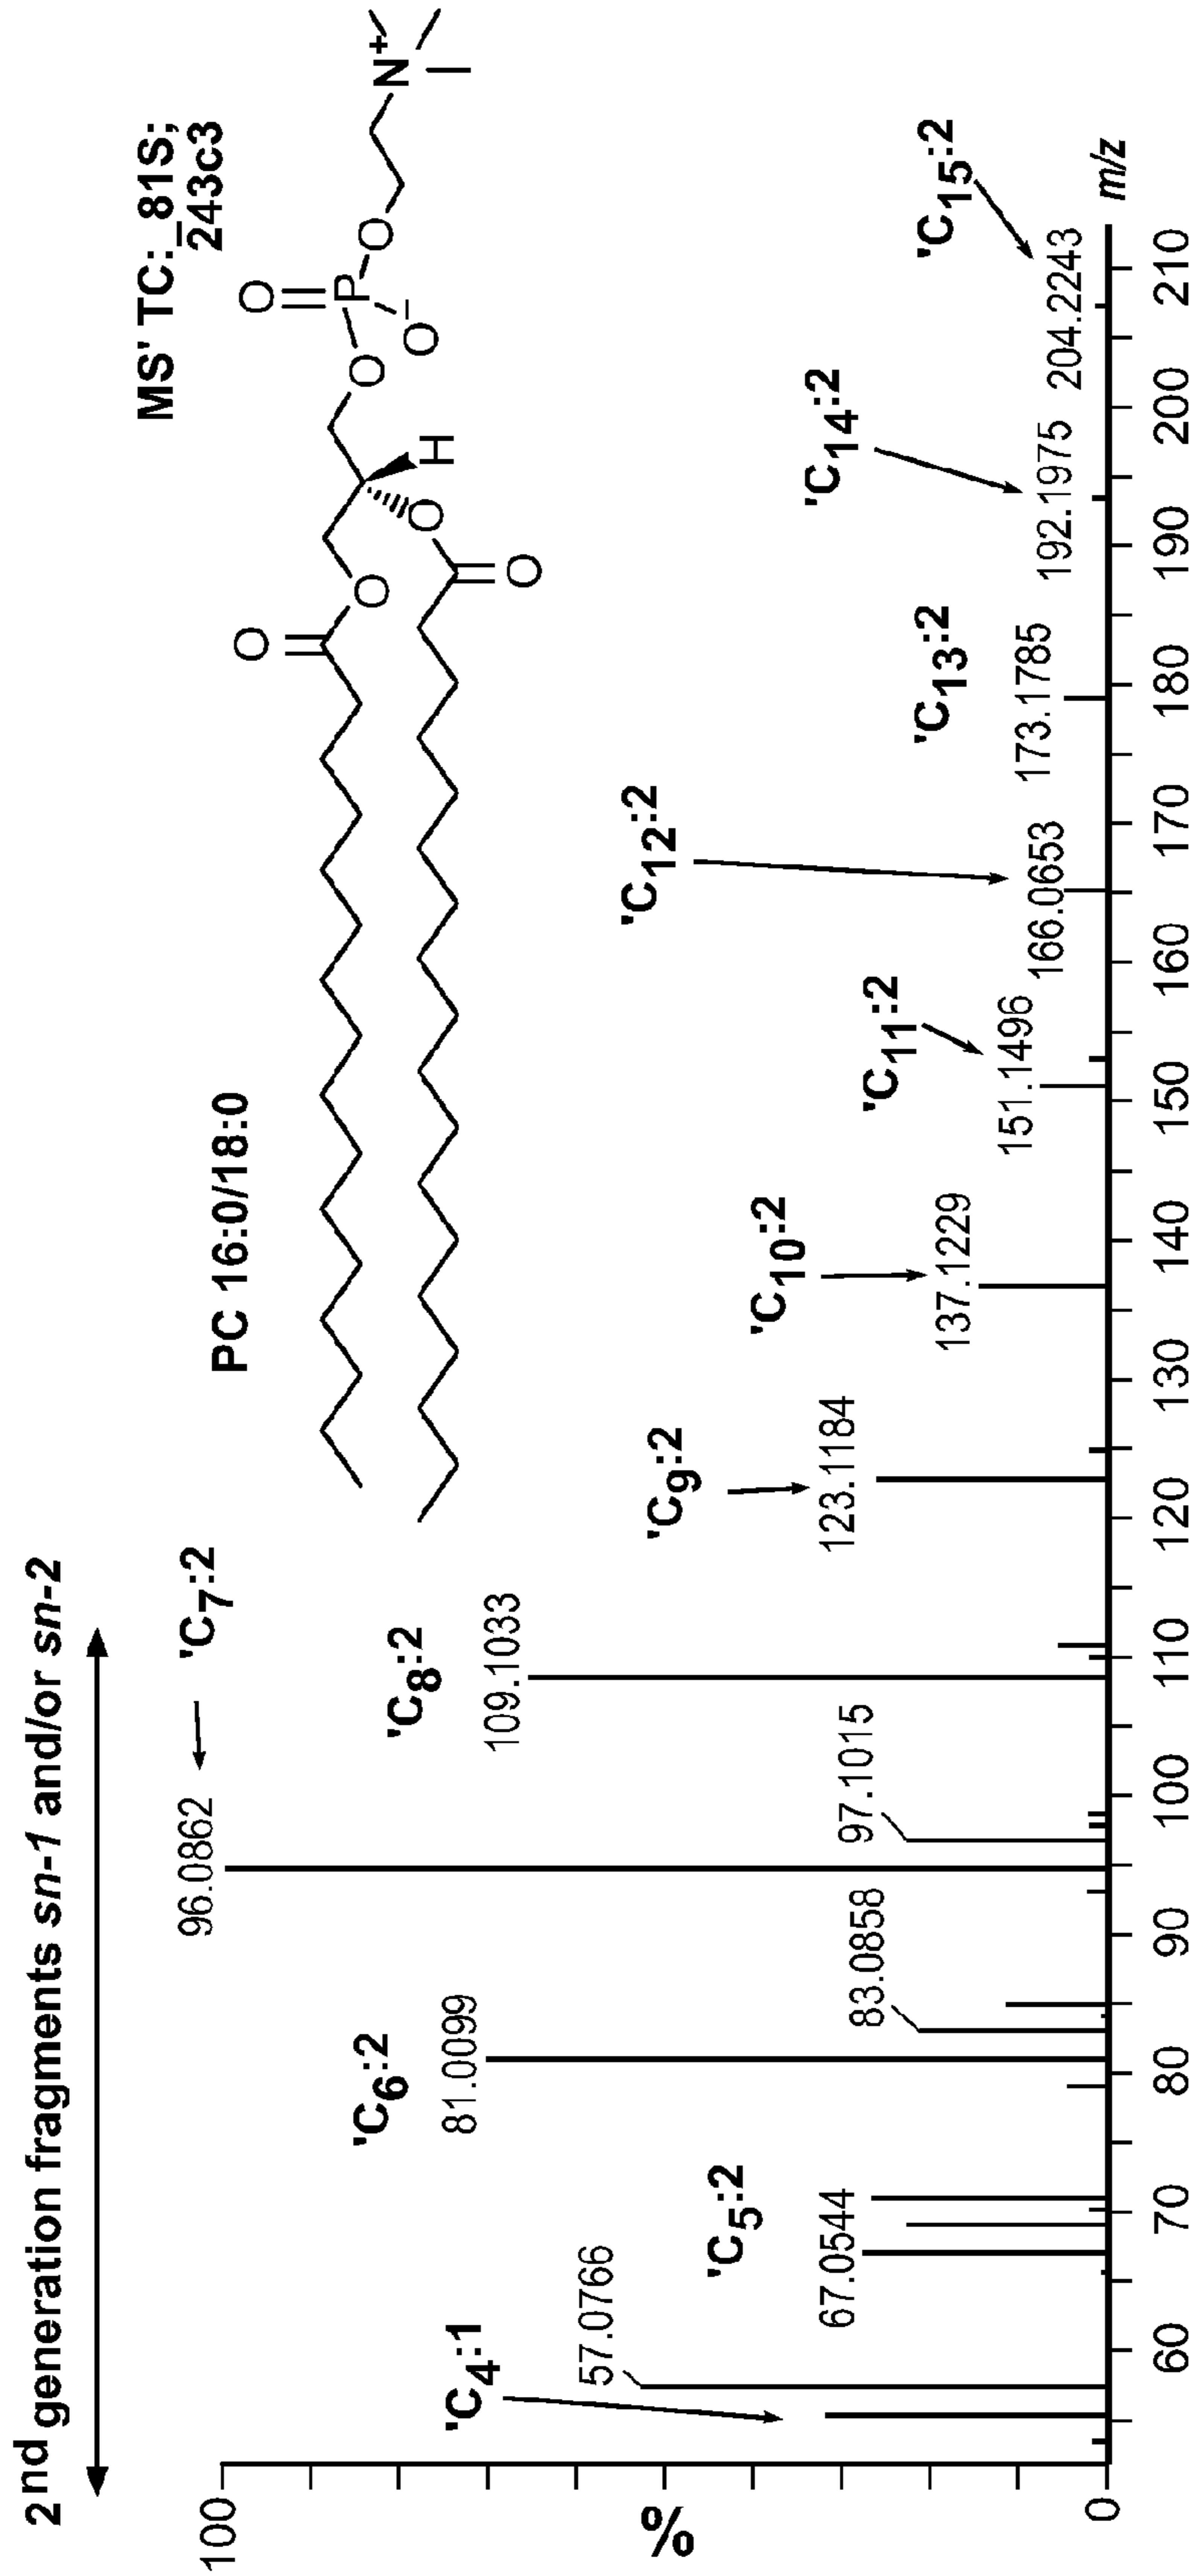 2nd generation fragments sn-1 and/or sn-2
MS' TC:_81S;
243c3
PC 16:0/18:0
O
O
O
O
H
O
O
P
O
O-
N+
100
%
0
'C4:1
57.0766
'C5:2
67.0544
'C6:2
81.0099
83.0858
96.0862
'C7:2
97.1015
'C8:2
109.1033
'C9:2
123.1184
'C10:2
137.1229
'C11:2
151.1496
'C12:2
166.0653
'C13:2
173.1785
'C14:2
192.1975
'C15:2
204.2243
60 70 80 90 100 110 120 130 140 150 160 170 180 190 200 210
m/z